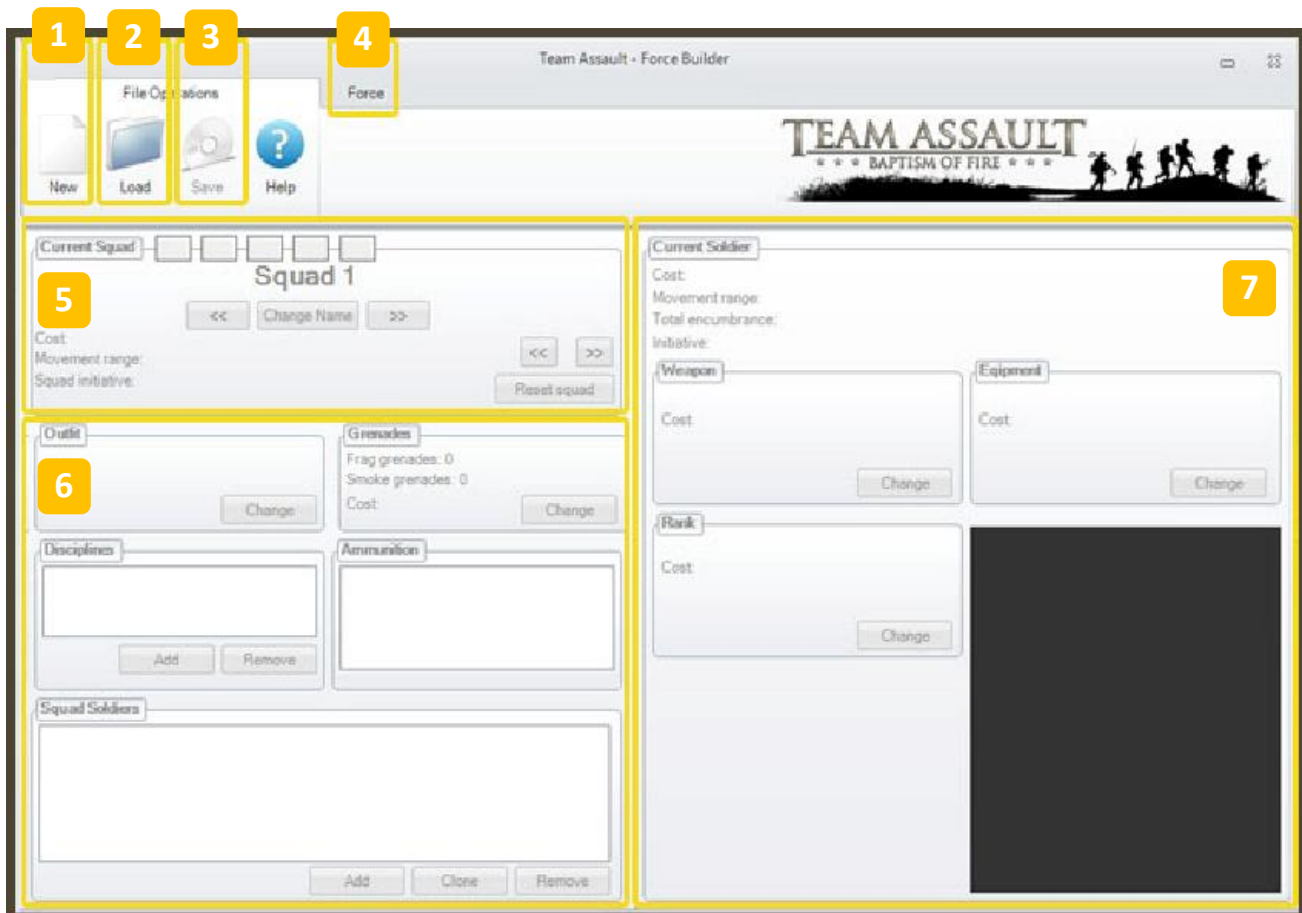 1
2
3
4
Team Assault - Force Builder
File Operations
Force
New
Load
Save
Help
TEAM ASSAULT
BAPTISM OF FIRE
Current Squad
5
Squad 1
<<
Change Name
>>
Cost:
Movement range:
Squad initiative:
<<
>>
Reset squad
6
Outfit
Change
Grenades
Frag grenades: 0
Smoke grenades: 0
Cost:
Change
Disciplines
Add
Remove
Ammunition
Squad Soldiers
Add
Clone
Remove
7
Current Soldier
Cost:
Movement range:
Total encumbrance:
Initiative:
Weapon
Cost:
Change
Eqipment
Cost:
Change
Rank
Cost:
Change